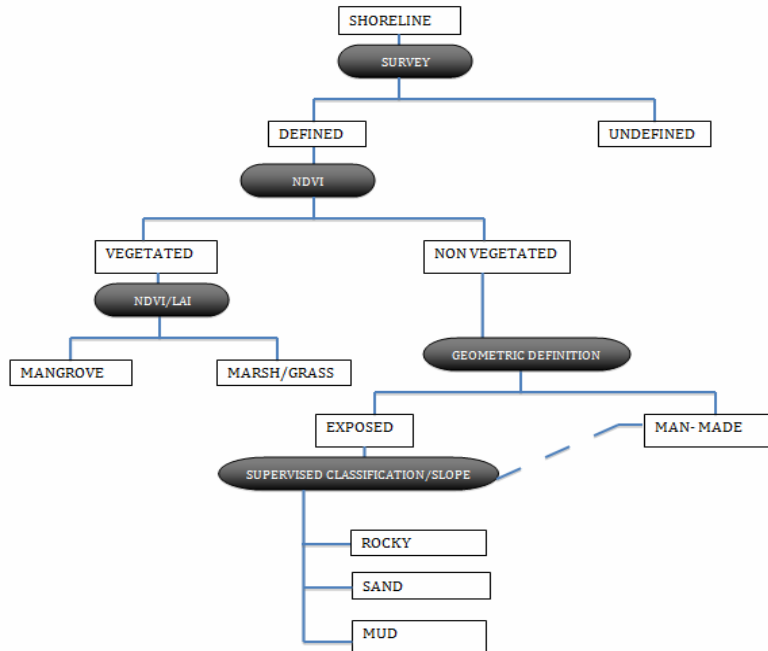 SHORELINE
SURVEY
DEFINED
UNDEFINED
NDVI
VEGETATED
NON VEGETATED
NDVI/LAI
GEOMETRIC DEFINITION
MANGROVE
MARSH/GRASS
EXPOSED
MAN- MADE
SUPERVISED CLASSIFICATION/SLOPE
ROCKY
SAND
MUD